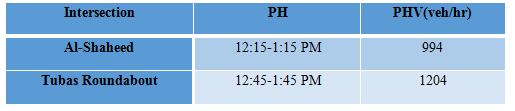 Intersection PH PHV(veh/hr)
Al-Shaheed 12:15-1:15 PM 994
Tubas Roundabout 12:45-1:45 PM 1204